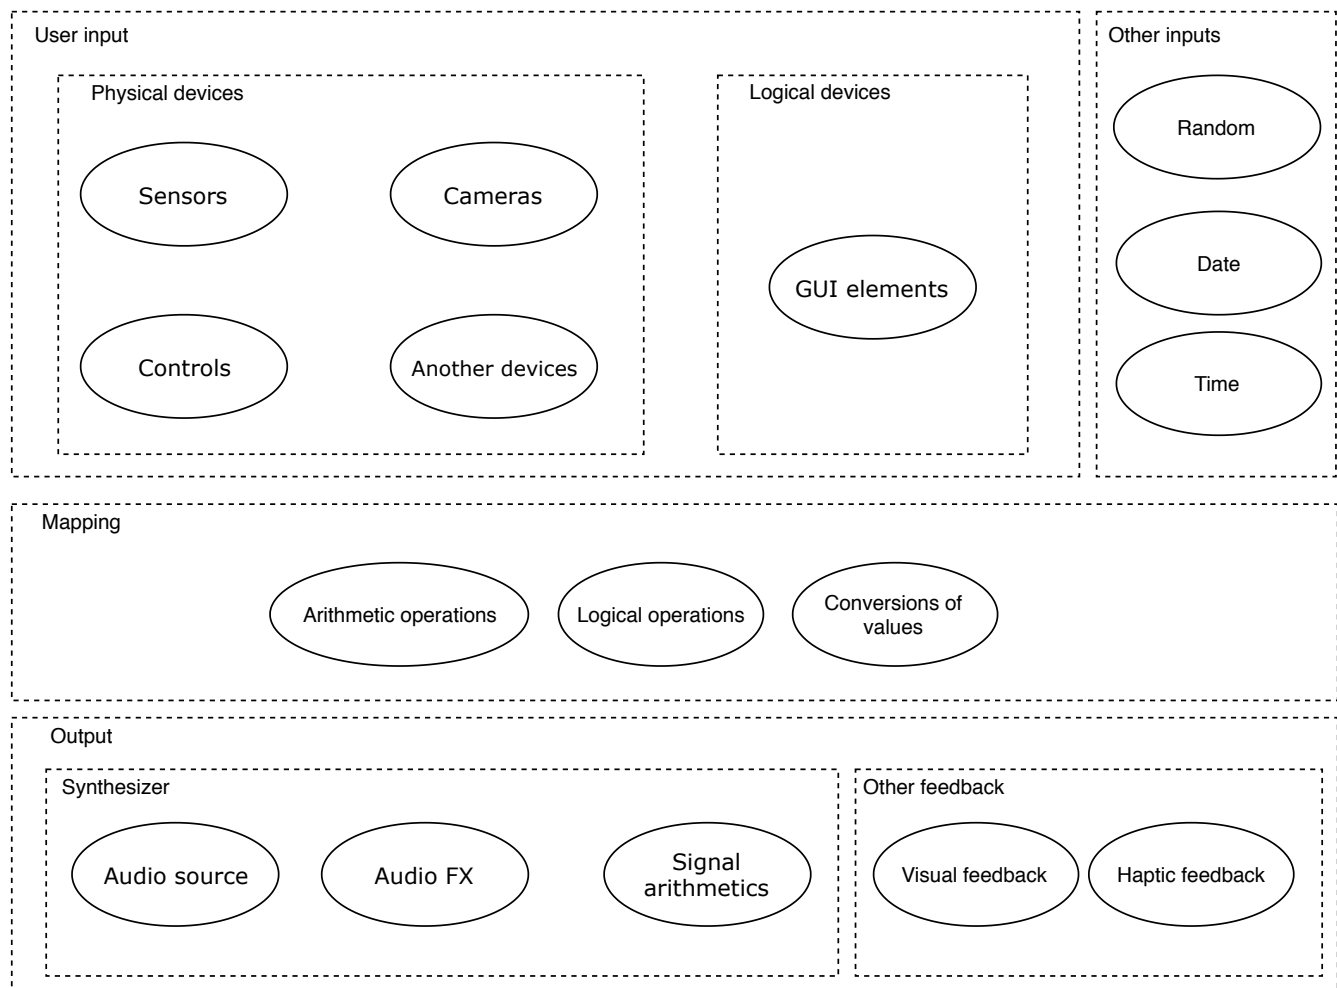 User input
Other inputs
Physical devices
Logical devices
Random
Sensors
Cameras
Date
GUI elements
Controls
Another devices
Time
Mapping
Arithmetic operations
Logical operations
Conversions of
values
Output
Synthesizer
Other feedback
Audio source
Audio FX
Signal
arithmetics
Visual feedback
Haptic feedback